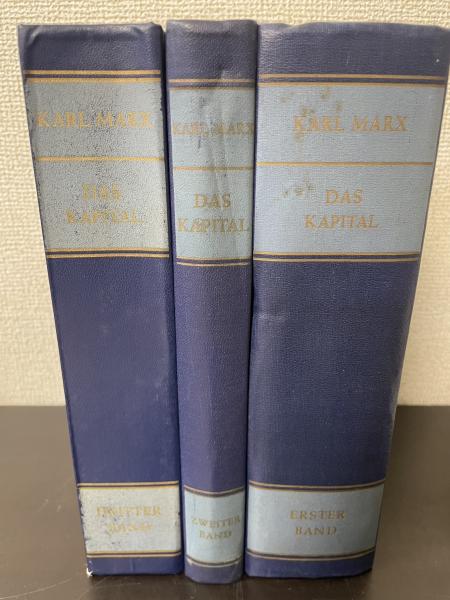 KARL MARX
DAS
KAPITAL
DRITTER
BAND
KARL MARX
DAS
KAPITAL
ZWEITER
BAND
KARL MARX
DAS
KAPITAL
ERSTER
BAND